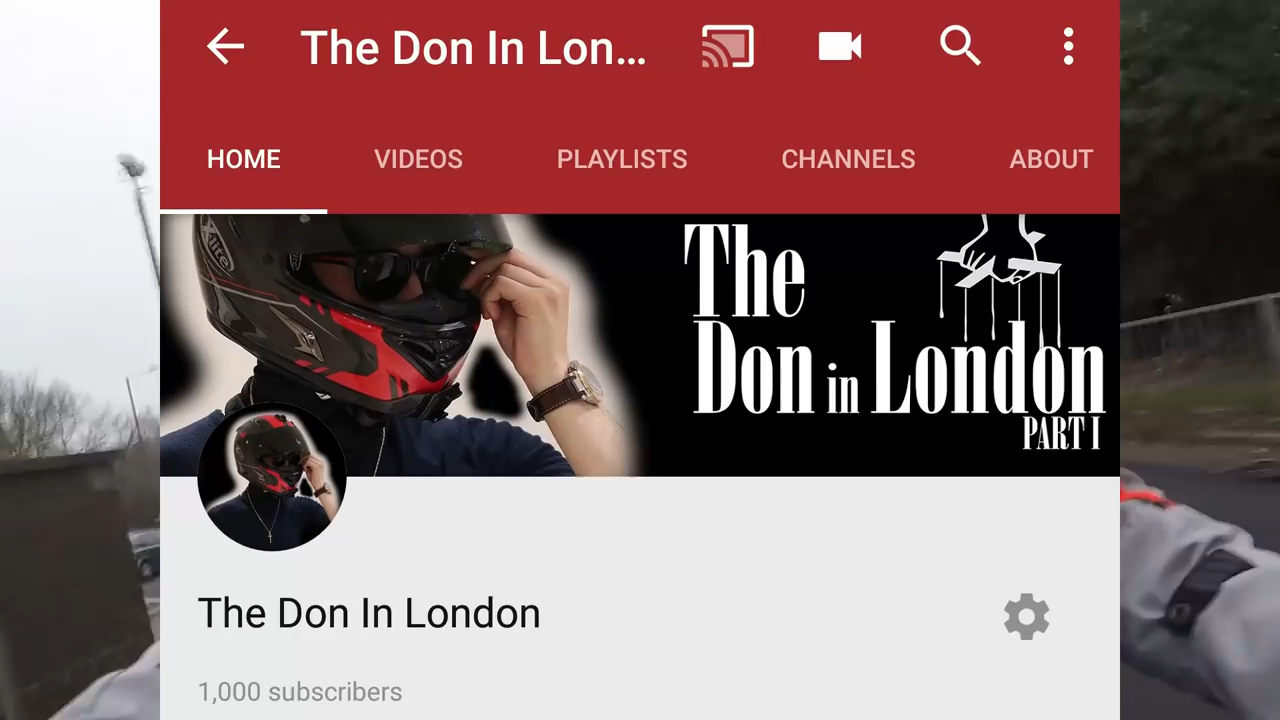 The Don In Lon...
HOME VIDEOS PLAYLISTS CHANNELS ABOUT
X-lite
The
Don in London
PART I
The Don In London
1,000 subscribers